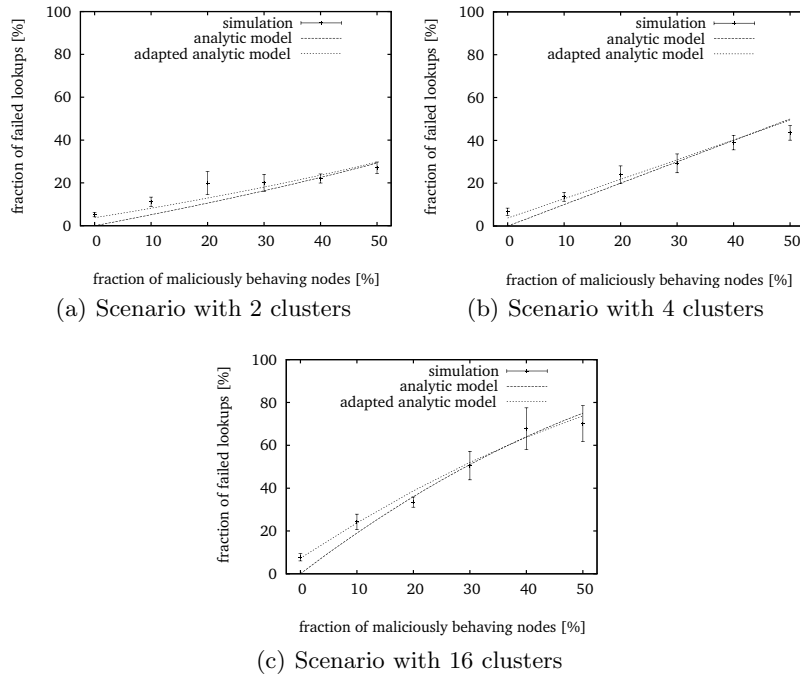 100
80
60
40
20
0
0 10 20 30 40 50
fraction of failed lookups [%]
fraction of maliciously behaving nodes [%]
simulation
analytic model
adapted analytic model
(a) Scenario with 2 clusters
100
80
60
40
20
0
0 10 20 30 40 50
fraction of failed lookups [%]
fraction of maliciously behaving nodes [%]
simulation
analytic model
adapted analytic model
(b) Scenario with 4 clusters
100
80
60
40
20
0
0 10 20 30 40 50
fraction of failed lookups [%]
fraction of maliciously behaving nodes [%]
simulation
analytic model
adapted analytic model
(c) Scenario with 16 clusters